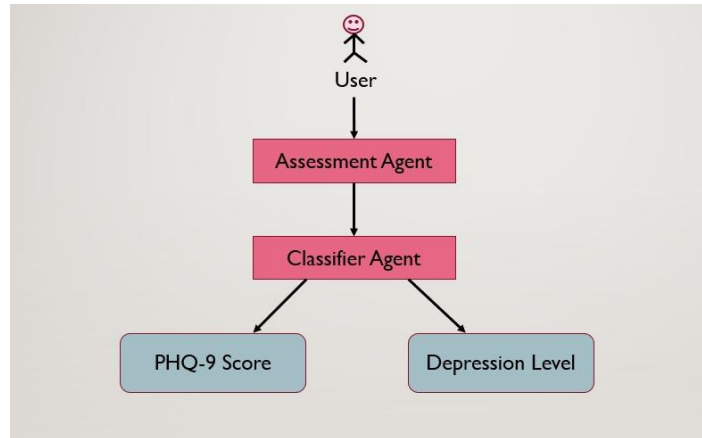 User
Assessment Agent
Classifier Agent
PHQ-9 Score
Depression Level